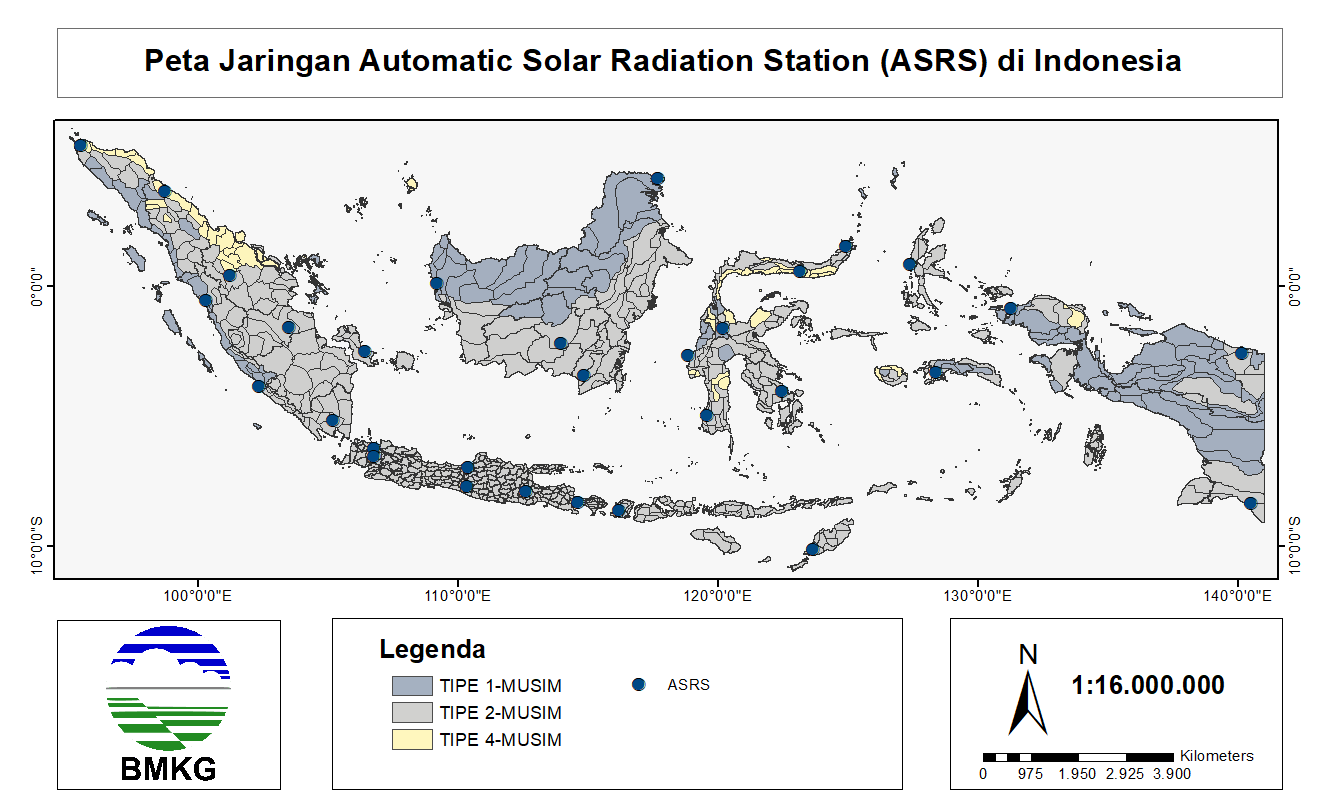 Peta Jaringan Automatic Solar Radiation Station (ASRS) di Indonesia
0°0'0"
0°0'0"
10°0'0"S
10°0'0"S
100°0'0"E
110°0'0"E
120°0'0"E
130°0'0"E
140°0'0"E
BMKG
Legenda
TIPE 1-MUSIM
ASRS
TIPE 2-MUSIM
TIPE 4-MUSIM
N
1:16.000.000
Kilometers
0 975 1.950 2.925 3.900